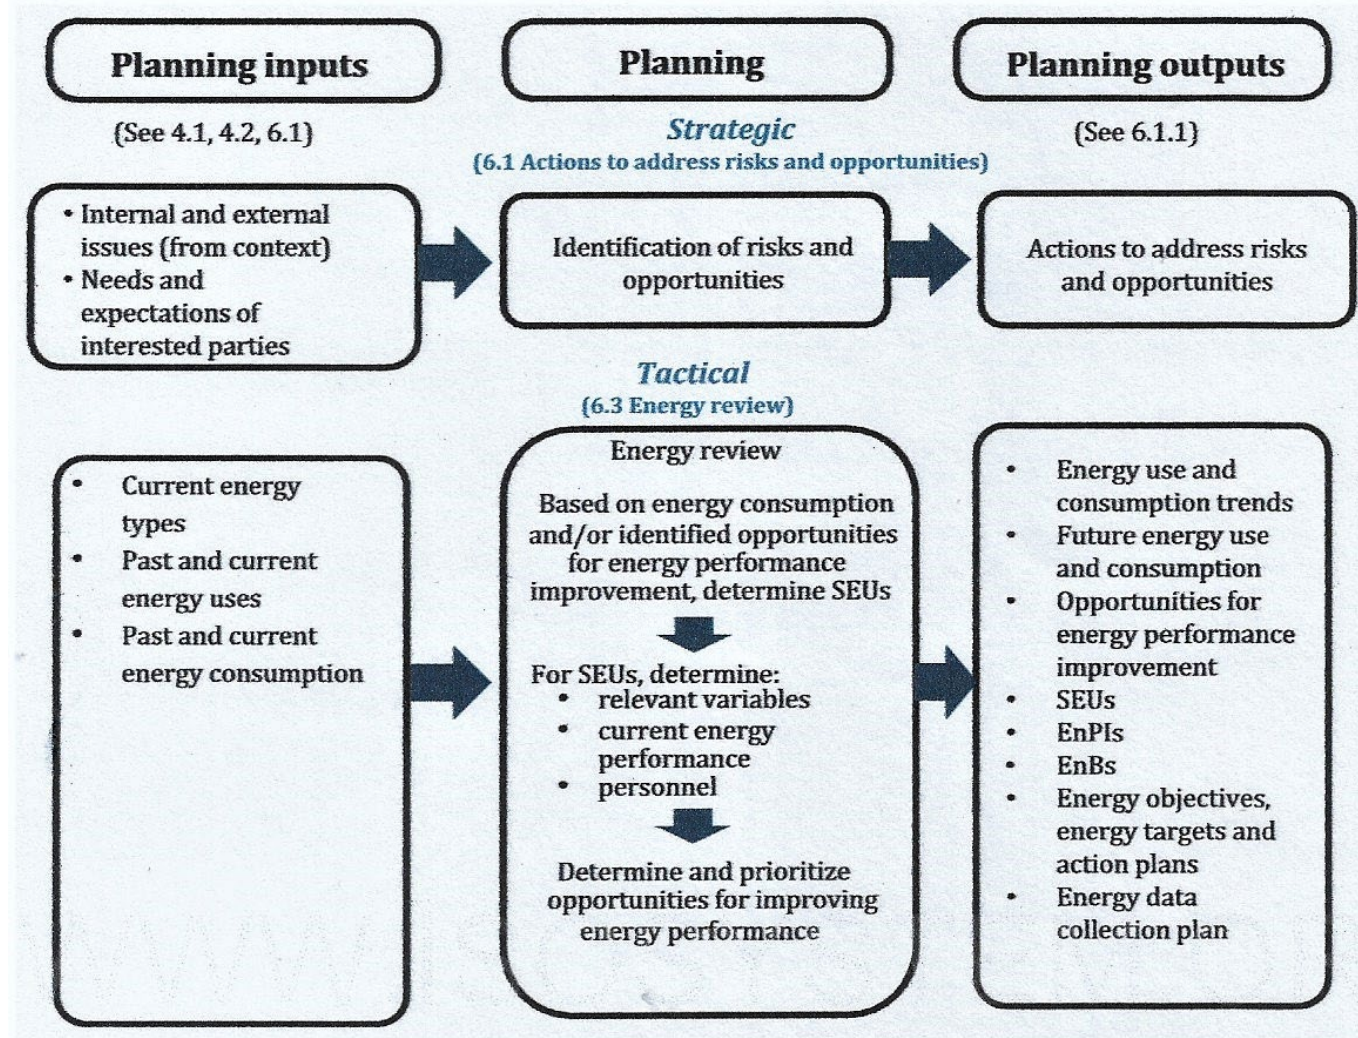 Planning inputs
Planning
Planning outputs
(See 4.1, 4.2, 6.1)
Strategic
(6.1 Actions to address risks and opportunities)
(See 6.1.1)
• Internal and external
issues (from context)
• Needs and
expectations of
interested parties
Identification of risks and
opportunities
Actions to address risks
and opportunities
Tactical
(6.3 Energy review)
• Current energy
types
• Past and current
energy uses
• Past and current
energy consumption
Energy review
Based on energy consumption
and/or identified opportunities
for energy performance
improvement, determine SEUs
For SEUs, determine:
• relevant variables
• current energy
performance
• personnel
Determine and prioritize
opportunities for improving
energy performance
• Energy use and
consumption trends
• Future energy use
and consumption
• Opportunities for
energy performance
improvement
• SEUs
• EnPIs
• EnBs
• Energy objectives,
energy targets and
action plans
• Energy data
collection plan